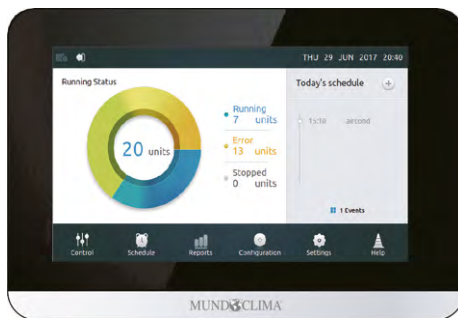 THU 29 JUN 2017 20:40
Running Status
Today's schedule
20 units
Running
7 units
Error
13 units
Stopped
0 units
15:10
1 Events
Control
Schedule
Reports
Configuration
Settings
Help
MUNDOCLIMA